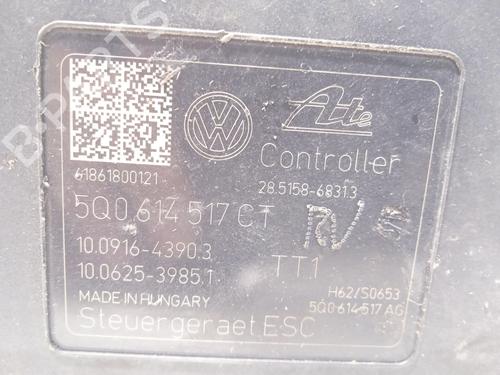 Ate
61861800121
Controller
28.5158-6831.3
5Q0 614 517 CT
10.0916-4390.3
TT1
10.0625-3985.1
H62/S0653
MADE IN HUNGARY
5Q0 614 517 AG
Steuergeraet ESC
B-PARTS